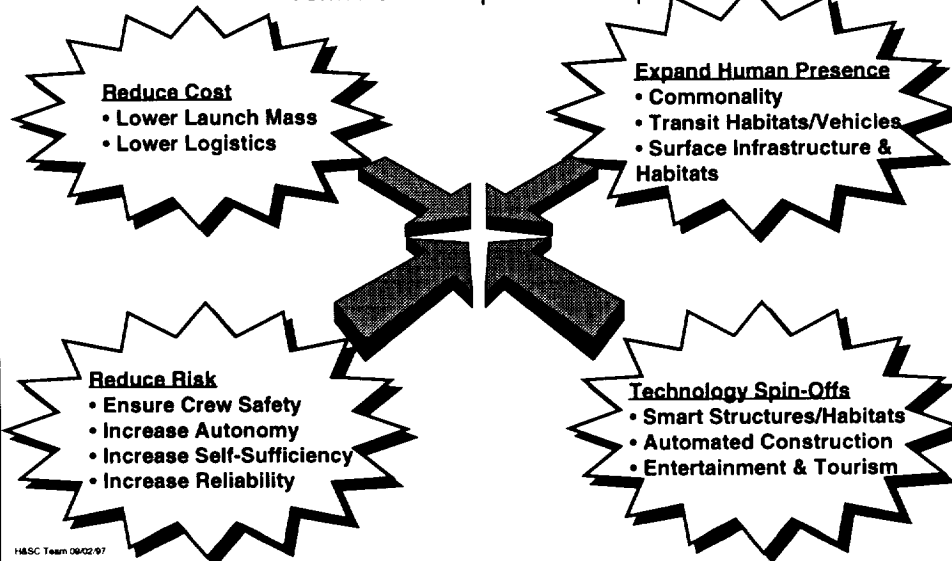 Reduce Cost
• Lower Launch Mass
• Lower Logistics
Expand Human Presence
• Commonality
• Transit Habitats/Vehicles
• Surface Infrastructure &
Habitats
Reduce Risk
• Ensure Crew Safety
• Increase Autonomy
• Increase Self-Sufficiency
• Increase Reliability
Technology Spin-Offs
• Smart Structures/Habitats
• Automated Construction
• Entertainment & Tourism
H&SC Team 09/02/97